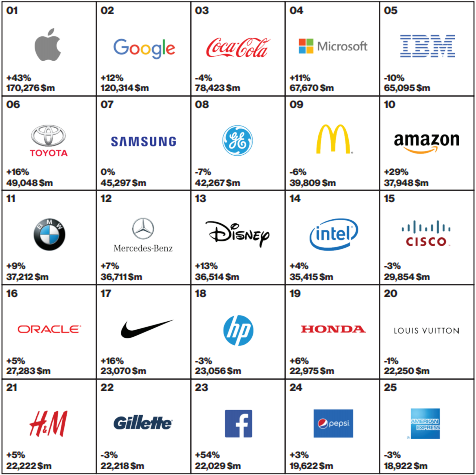 01
+43%
170,276 $m
02
Google
+12%
120,314 $m
03
Coca-Cola
-4%
78,423 $m
04
Microsoft
+11%
67,670 $m
05
IBM
-10%
65,095 $m
06
TOYOTA
+16%
49,048 $m
07
SAMSUNG
0%
45,297 $m
08
GE
-7%
42,267 $m
09
-6%
39,809 $m
10
amazon
+29%
37,948 $m
11
BMW
+9%
37,212 $m
12
Mercedes-Benz
+7%
36,711 $m
13
Disney
+13%
36,514 $m
14
intel
+4%
35,415 $m
15
CISCO
-3%
29,854 $m
16
ORACLE
+5%
27,283 $m
17
+16%
23,070 $m
18
hp
-3%
23,056 $m
19
HONDA
+6%
22,975 $m
20
LOUIS VUITTON
-1%
22,250 $m
21
H&M
+5%
22,222 $m
22
Gillette
-3%
22,218 $m
23
f
+54%
22,029 $m
24
pepsi
+3%
19,622 $m
25
AMERICAN
EXPRESS
-3%
18,922 $m